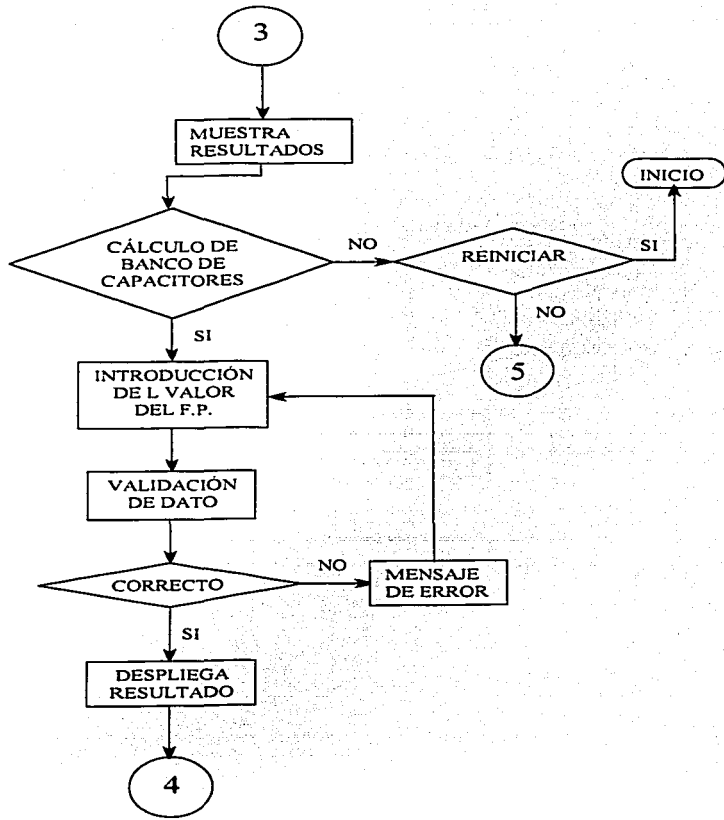 3
MUESTRA
RESULTADOS
INICIO
CÁLCULO DE
BANCO DE
CAPACITORES
NO
REINICIAR
SI
SI
NO
INTRODUCCIÓN
DE L VALOR
DEL F.P.
5
VALIDACIÓN
DE DATO
CORRECTO
NO
MENSAJE
DE ERROR
SI
DESPLIEGA
RESULTADO
4